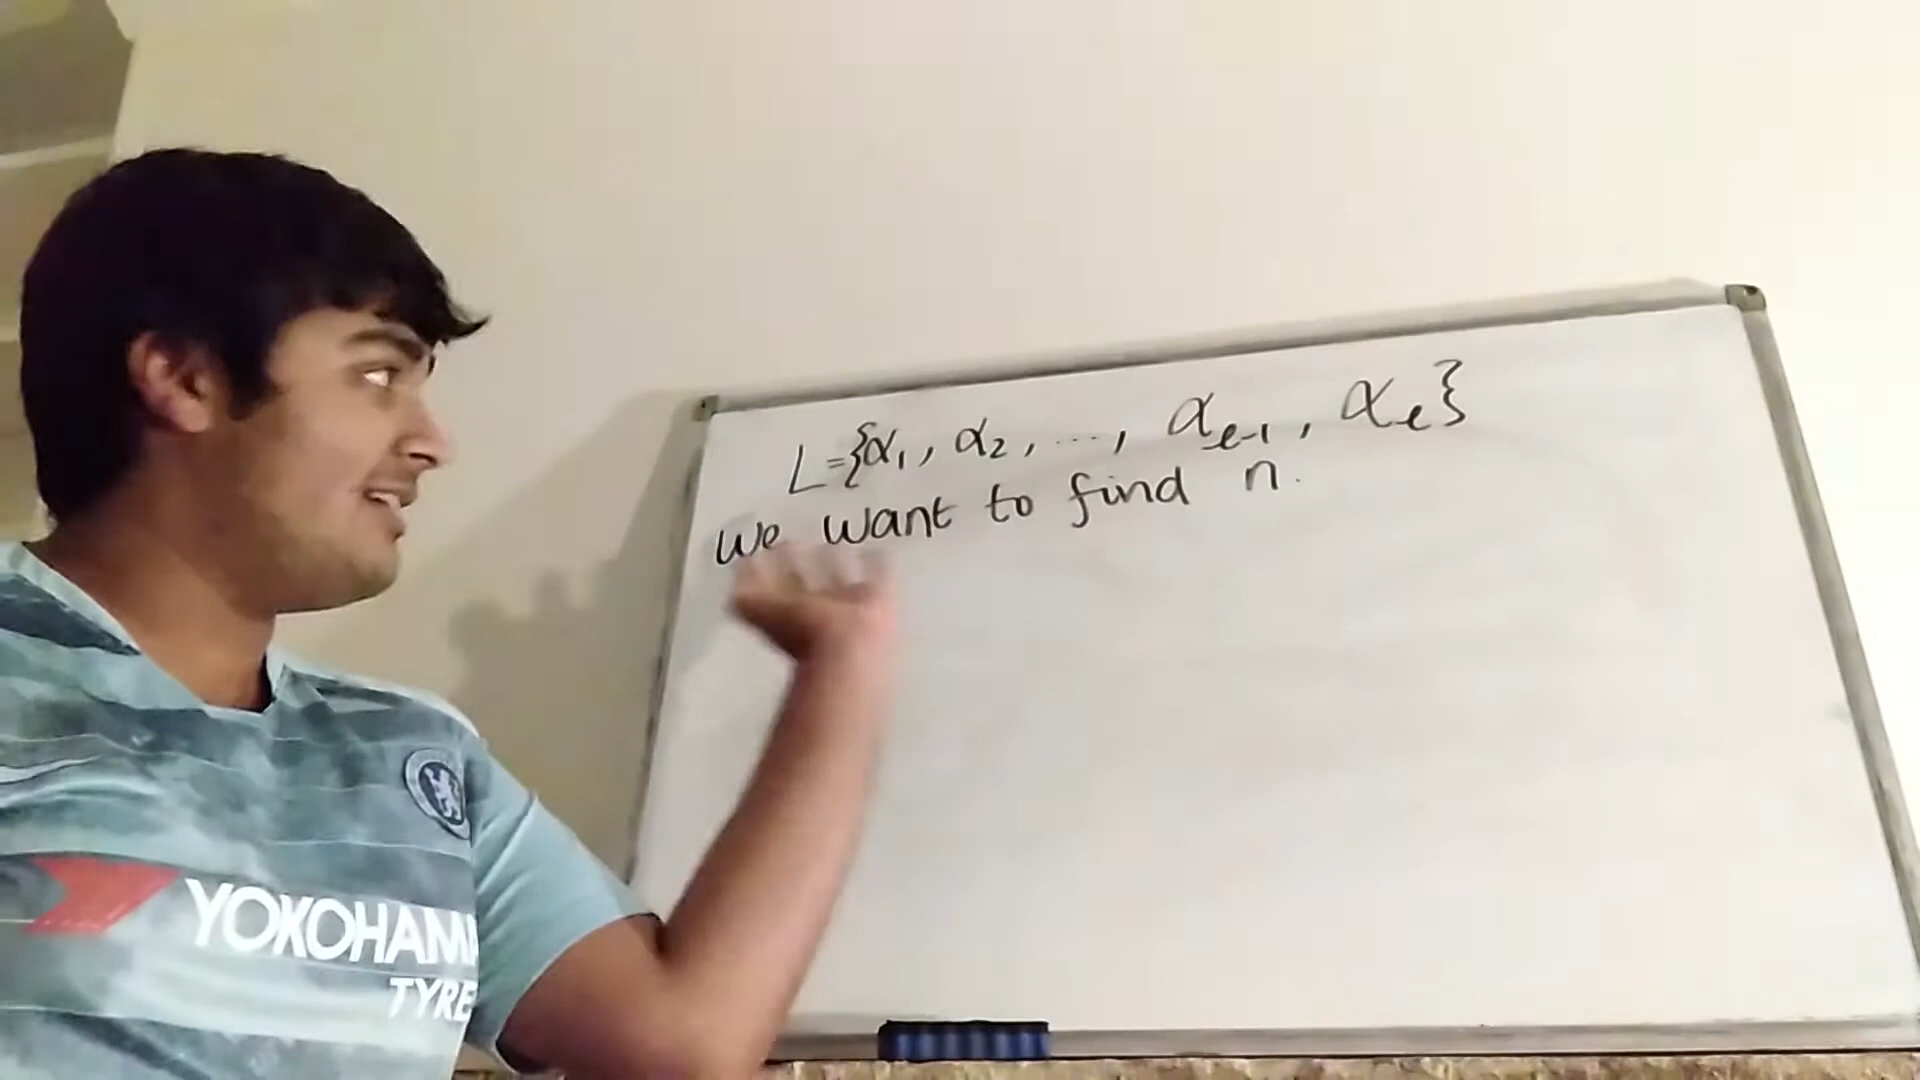 L={α₁, α₂, ..., αₑ₋₁, αₑ}
We want to find n.
YOKOHAMA
TYRE